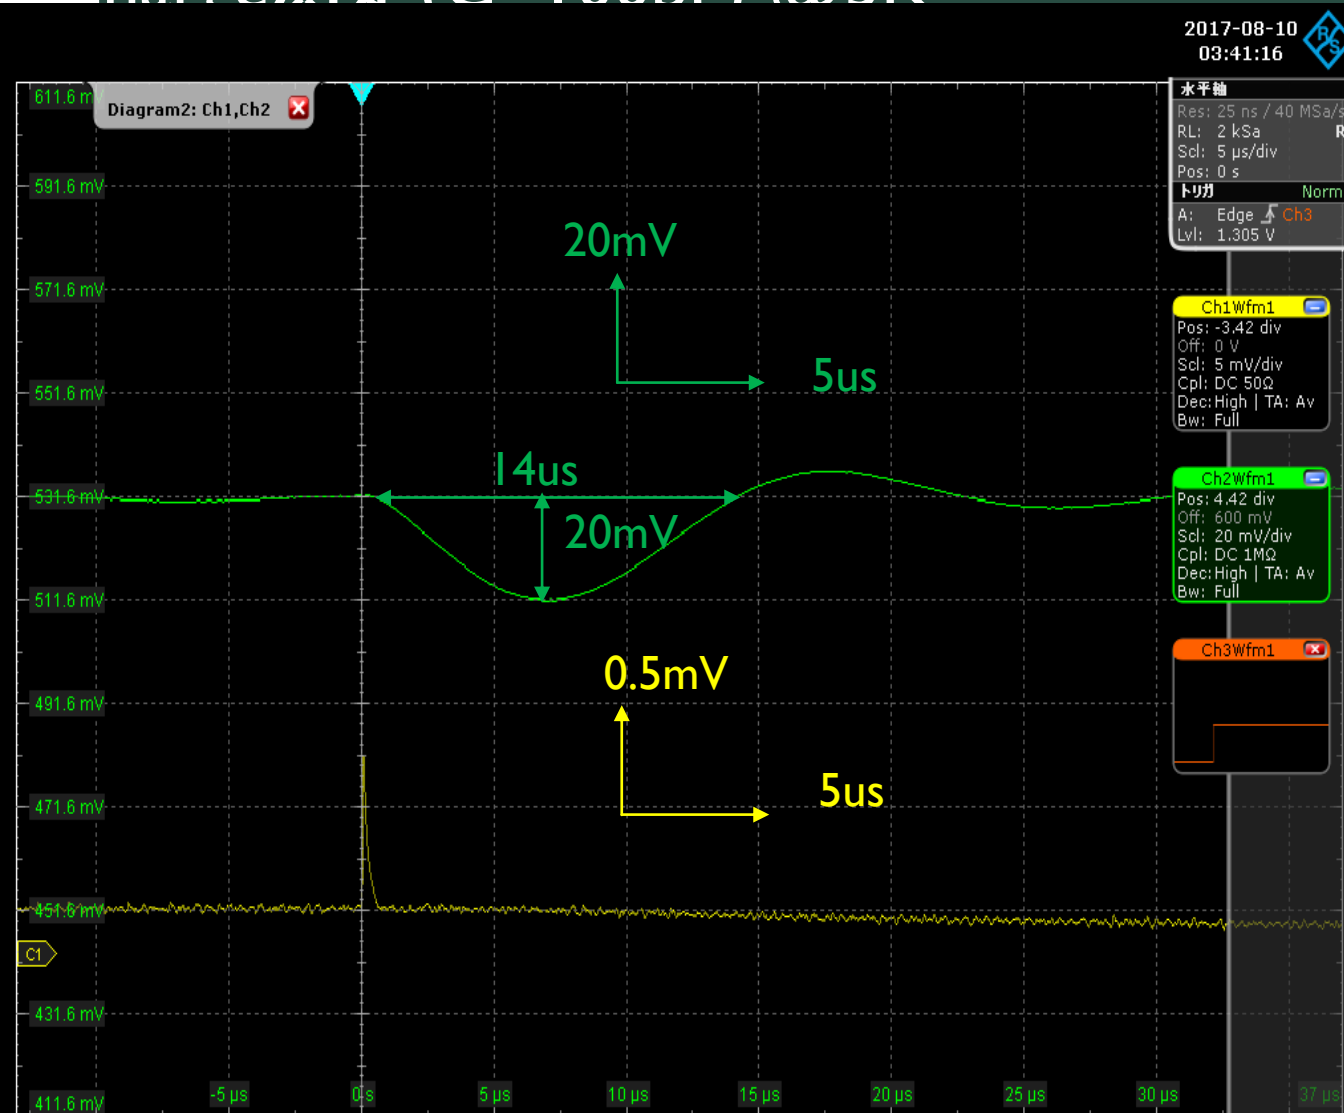 2017-08-10
03:41:16
Diagram2: Ch1,Ch2
水平軸
Res: 25 ns / 40 MSa/s
RL: 2 kSa
R
Scl: 5 µs/div
Pos: 0 s
トリガ
Norm
A: Edge Ch3
Lvl: 1.305 V
611.6 m
591.6 mV
571.6 mV
551.6 mV
531.6 mV
511.6 mV
491.6 mV
471.6 mV
451.6 mV
431.6 mV
411.6 mV
20mV
5us
14us
20mV
0.5mV
5us
Ch1Wfm1
Pos: -3.42 div
Off: 0 V
Scl: 5 mV/div
Cpl: DC 50Ω
Dec:High | TA: Av
Bw: Full
Ch2Wfm1
Pos: 4.42 div
Off: 600 mV
Scl: 20 mV/div
Cpl: DC 1MΩ
Dec:High | TA: Av
Bw: Full
Ch3Wfm1
C1
-5 µs
0 s
5 µs
10 µs
15 µs
20 µs
25 µs
30 µs
37 µs